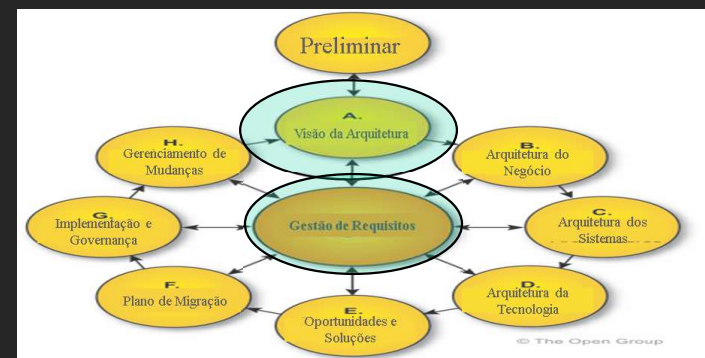 Preliminar
A.
Visão da Arquitetura
H.
Gerenciamento de
Mudanças
B.
Arquitetura do
Negócio
G.
Implementação e
Governança
Gestão de Requisitos
C.
Arquitetura dos
Sistemas
F.
Plano de Migração
D.
Arquitetura da
Tecnologia
E.
Oportunidades e
Soluções
© The Open Group